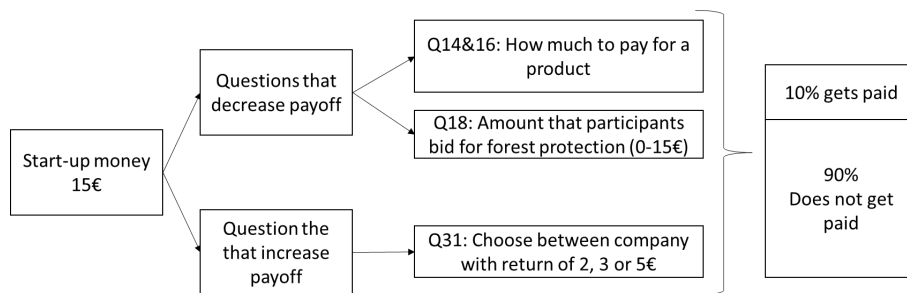 Start-up money
15€
Questions that
decrease payoff
Question the
that increase
payoff
Q14&16: How much to pay for a
product
Q18: Amount that participants
bid for forest protection (0-15€)
Q31: Choose between company
with return of 2, 3 or 5€
10% gets paid
90%
Does not get
paid